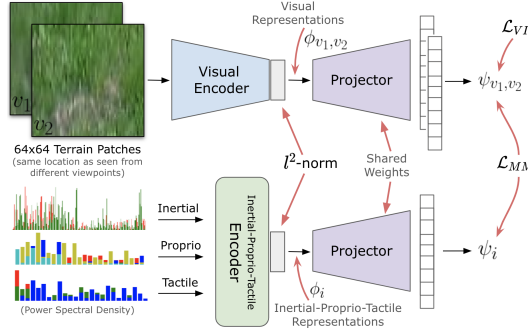 Visual
Representations
ϕv1,v2
ℒVI
v1
v2
Visual
Encoder
Projector
ψv1,v2
64x64 Terrain Patches
(same location as seen from
different viewpoints)
l²-norm
Shared
Weights
ℒMM
Inertial
Proprio
Tactile
(Power Spectral Density)
Inertial-Proprio-Tactile
Encoder
Projector
ψi
ϕi
Inertial-Proprio-Tactile
Representations